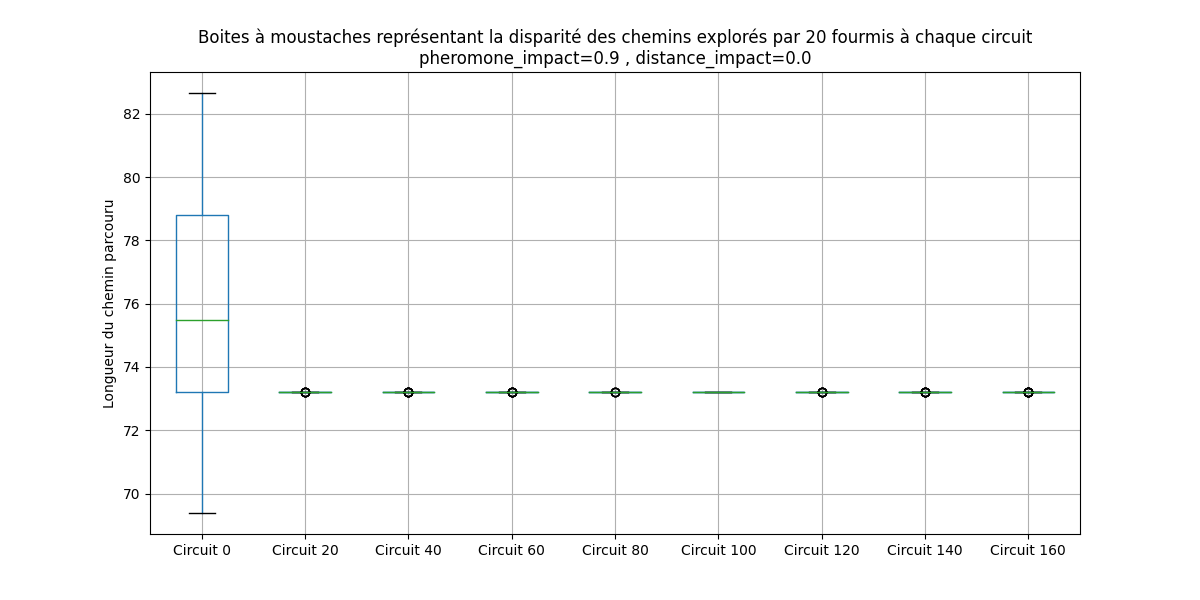 Boites à moustaches représentant la disparité des chemins explorés par 20 fourmis à chaque circuit
pheromone_impact=0.9 , distance_impact=0.0
Longueur du chemin parcouru
82
80
78
76
74
72
70
Circuit 0
Circuit 20
Circuit 40
Circuit 60
Circuit 80
Circuit 100
Circuit 120
Circuit 140
Circuit 160